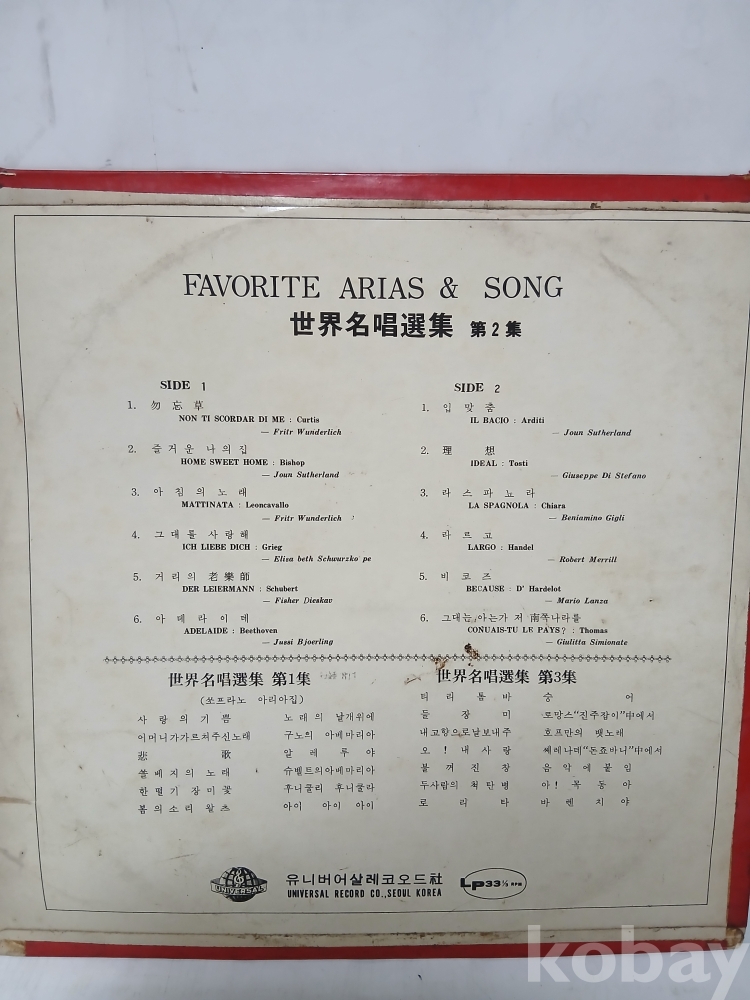 FAVORITE ARIAS & SONG
世界名唱選集 第2集
SIDE 1
1. 勿忘草
NON TI SCORDAR DI ME : Curtis
— Fritr Wunderlich
2. 즐거운 나의집
HOME SWEET HOME : Bishop
— Joun Sutherland
3. 아침의노래
MATTINATA : Leoncavallo
— Fritr Wunderlich
4. 그대를 사랑해
ICH LIEBE DICH : Grieg
— Elisa beth Schwurzko pe
5. 거리의 老樂師
DER LEIERMANN : Schubert
— Fisher Dieskav
6. 아데라이데
ADELAIDE : Beethoven
— Jussi Bjoerling
SIDE 2
1. 입맞춤
IL BACIO : Arditi
— Joun Sutherland
2. 理想
IDEAL : Tosti
— Giuseppe Di Stefano
3. 라스파뇨라
LA SPAGNOLA : Chiara
— Beniamino Gigli
4. 라르고
LARGO : Handel
— Robert Merrill
5. 비코즈
BECAUSE : D' Hardelot
— Mario Lanza
6. 그대는,아는가 저 南쪽나라를
CONUAIS-TU LE PAYS? : Thomas
— Giulitta Simionate
世界名唱選集 第1集
(쏘프라노 아리아집)
사랑의기쁨 노래의 날개위에
어머니가가르쳐주신노래 구노의 아베마리아
悲歌 알레루야
쏠베지의노래 슈벨트의아베마리아
한떨기장미꽃 후니쿨리 후니쿨라
봄의소리 왈츠 아이 아이 아이
世界名唱選集 第3集
티리톰바 숭어
들장미 로망스"진주잡이"中에서
내고향으로날보내주 호프만의 뱃노래
오!내사랑 쎄레나데"돈죠바니"中에서
불꺼진창 음악에붙임
두사람의 척탄병 아!목동아
로리타 바렌치야
UNIVERSAL
유니버어살레코오드社
UNIVERSAL RECORD CO.,SEOUL KOREA
LP33⅓ RPM
kobay